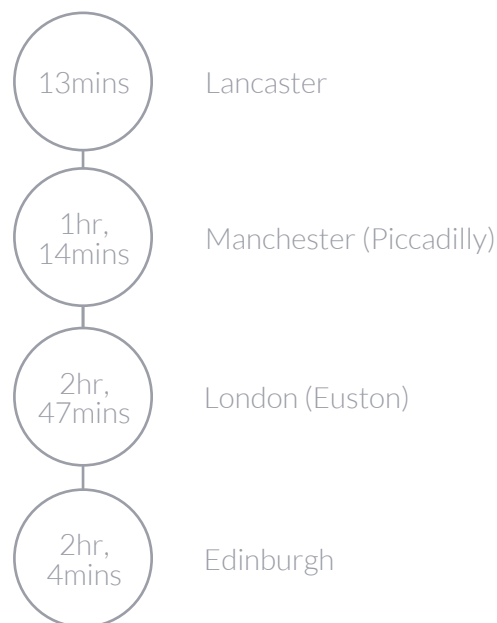 13mins
Lancaster
1hr,
14mins
Manchester (Piccadilly)
2hr,
47mins
London (Euston)
2hr,
4mins
Edinburgh